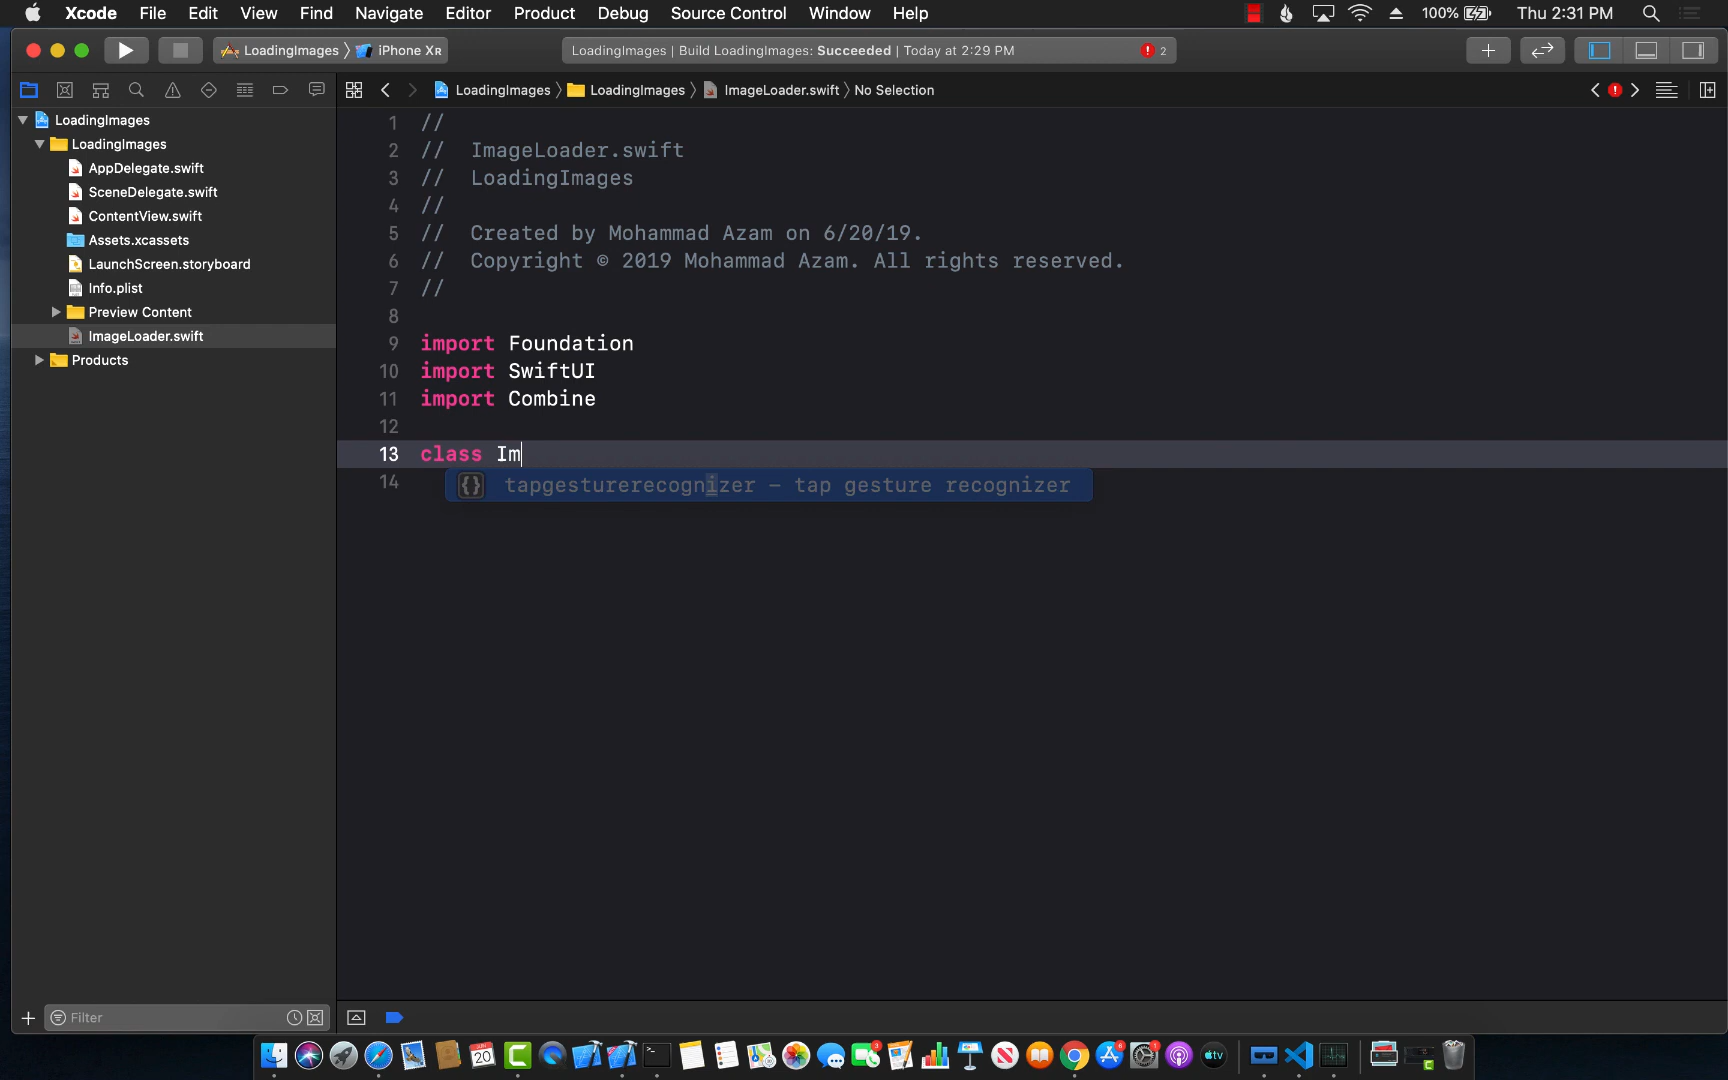 Xcode File Edit View Find Navigate Editor Product Debug Source Control Window Help 100% Thu 2:31 PM
LoadingImages 〉 iPhone XR LoadingImages | Build LoadingImages: Succeeded | Today at 2:29 PM 2
LoadingImages 〉 LoadingImages 〉 ImageLoader.swift 〉 No Selection
LoadingImages
LoadingImages
AppDelegate.swift
SceneDelegate.swift
ContentView.swift
Assets.xcassets
LaunchScreen.storyboard
Info.plist
Preview Content
ImageLoader.swift
Products
1 //
2 // ImageLoader.swift
3 // LoadingImages
4 //
5 // Created by Mohammad Azam on 6/20/19.
6 // Copyright © 2019 Mohammad Azam. All rights reserved.
7 //
8
9 import Foundation
10 import SwiftUI
11 import Combine
12
13 class Im
14 {} tapgesturerecognizer – tap gesture recognizer
Filter
JUN
20
3
6
1
tv